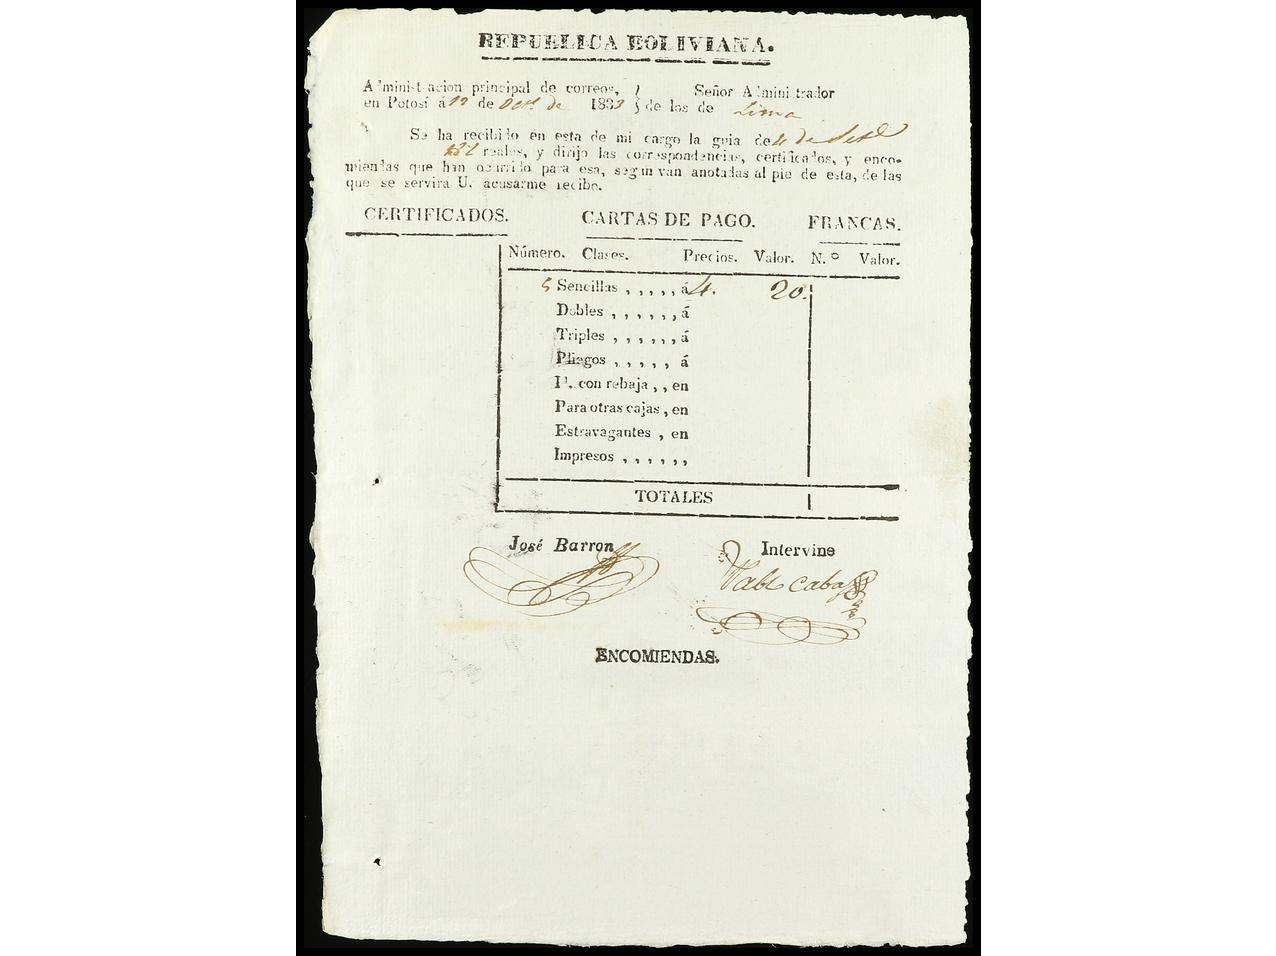 REPUBLICA BOLIVIANA.
Administracion principal de correos, } Señor Administrador
en Potosí á 12 de Oct.e de 1833 } de las de Lima
Se ha recibido en esta de mi cargo la guia de 4 de Set.e
reales, y dirijo las correspondencias, certificados, y enco-
miendas que han ocurrido para esa, segun van anotadas al pie de esta, de las
que se servira U. acusarme recibo.
CERTIFICADOS. CARTAS DE PAGO. FRANCAS.
Número. Clases. Precios. Valor. N.º Valor.
5 Sencillas , , , , , á 4. 20.
Dobles , , , , , , á
Triples , , , , , , á
Pliegos , , , , , á
P. con rebaja , , en
Para otras cajas , en
Estravagantes , en
Impresos , , , , , ,
TOTALES
José Barron Intervine
ENCOMIENDAS.